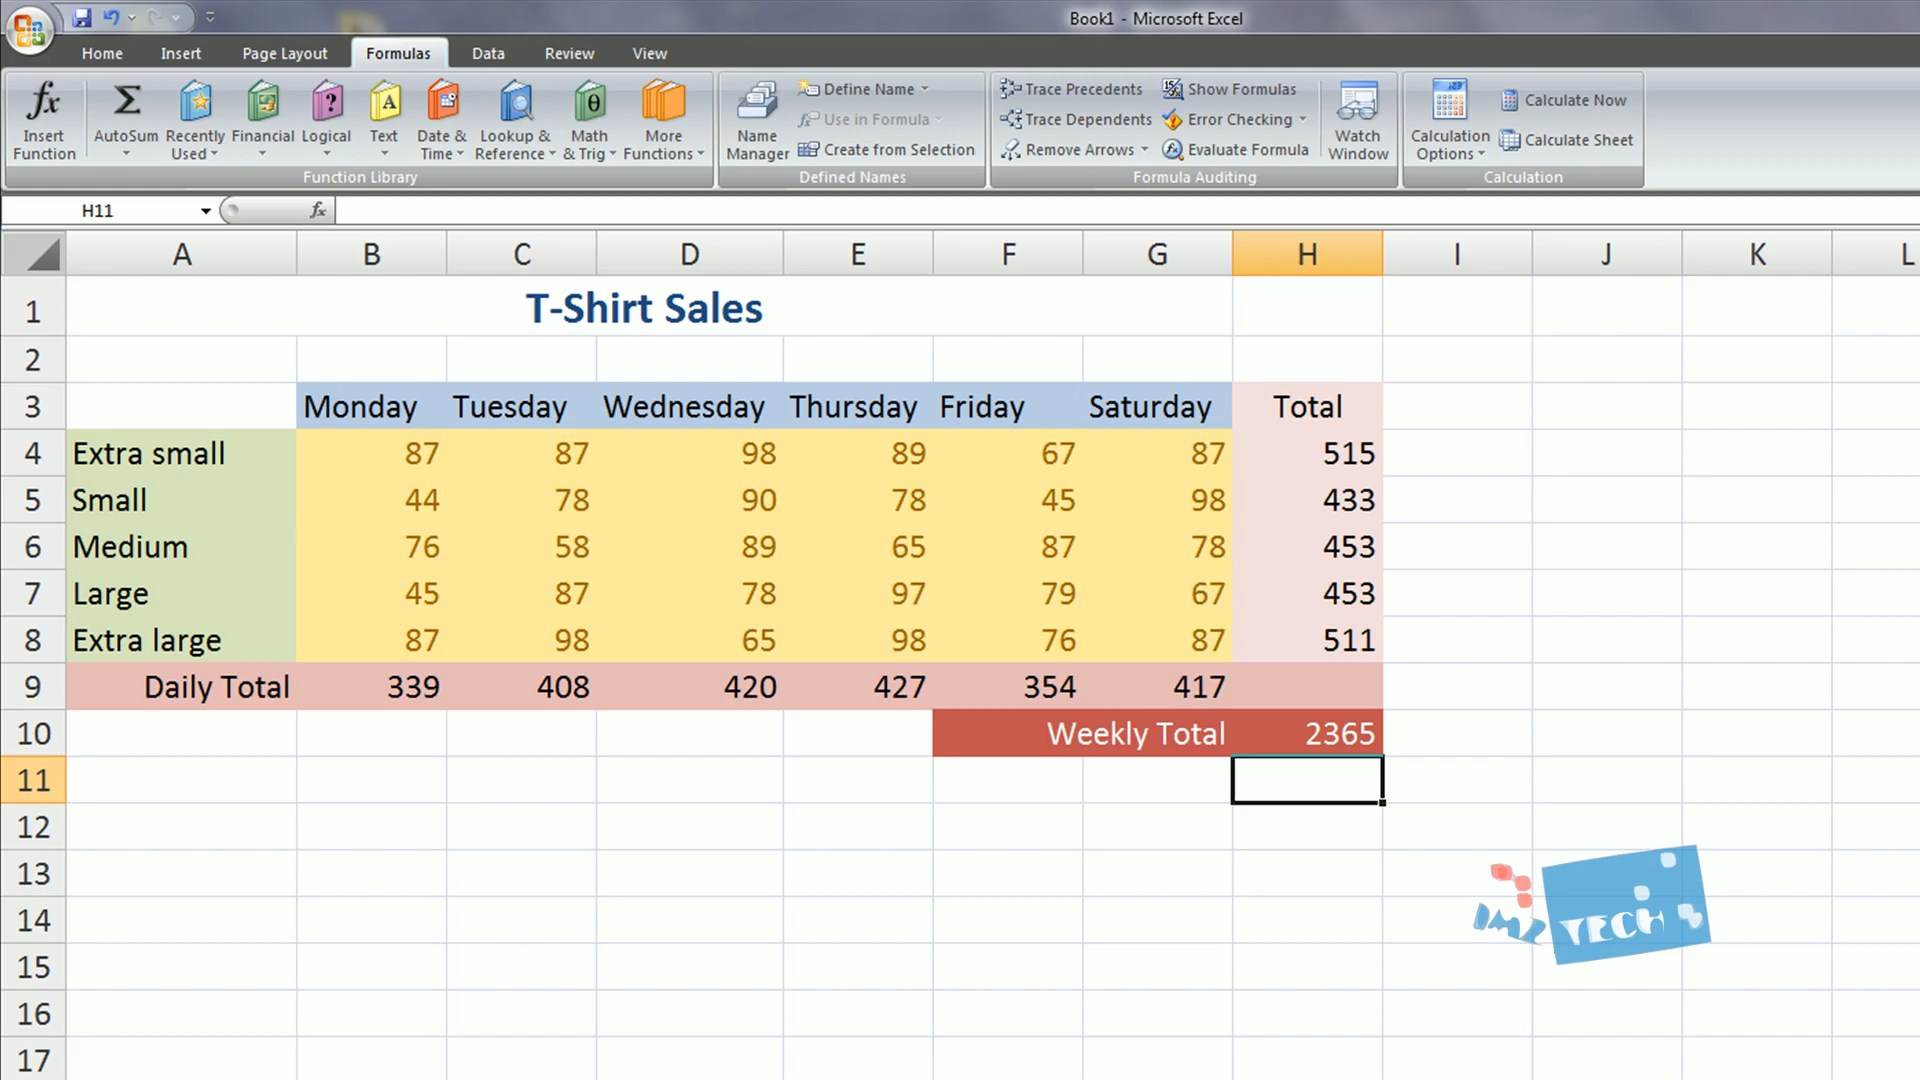 Book1 - Microsoft Excel
Home Insert Page Layout Formulas Data Review View
Insert Function
AutoSum
Recently Used
Financial
Logical
Text
Date & Time
Lookup & Reference
Math & Trig
More Functions
Function Library
Name Manager
Define Name
Use in Formula
Create from Selection
Defined Names
Trace Precedents
Trace Dependents
Remove Arrows
Show Formulas
Error Checking
Evaluate Formula
Formula Auditing
Watch Window
Calculation Options
Calculate Now
Calculate Sheet
Calculation
H11 fx
A B C D E F G H I J K L
1 T-Shirt Sales
2
3 Monday Tuesday Wednesday Thursday Friday Saturday Total
4 Extra small 87 87 98 89 67 87 515
5 Small 44 78 90 78 45 98 433
6 Medium 76 58 89 65 87 78 453
7 Large 45 87 78 97 79 67 453
8 Extra large 87 98 65 98 76 87 511
9 Daily Total 339 408 420 427 354 417
10 Weekly Total 2365
11
12
13
14
15
16
17
TECH